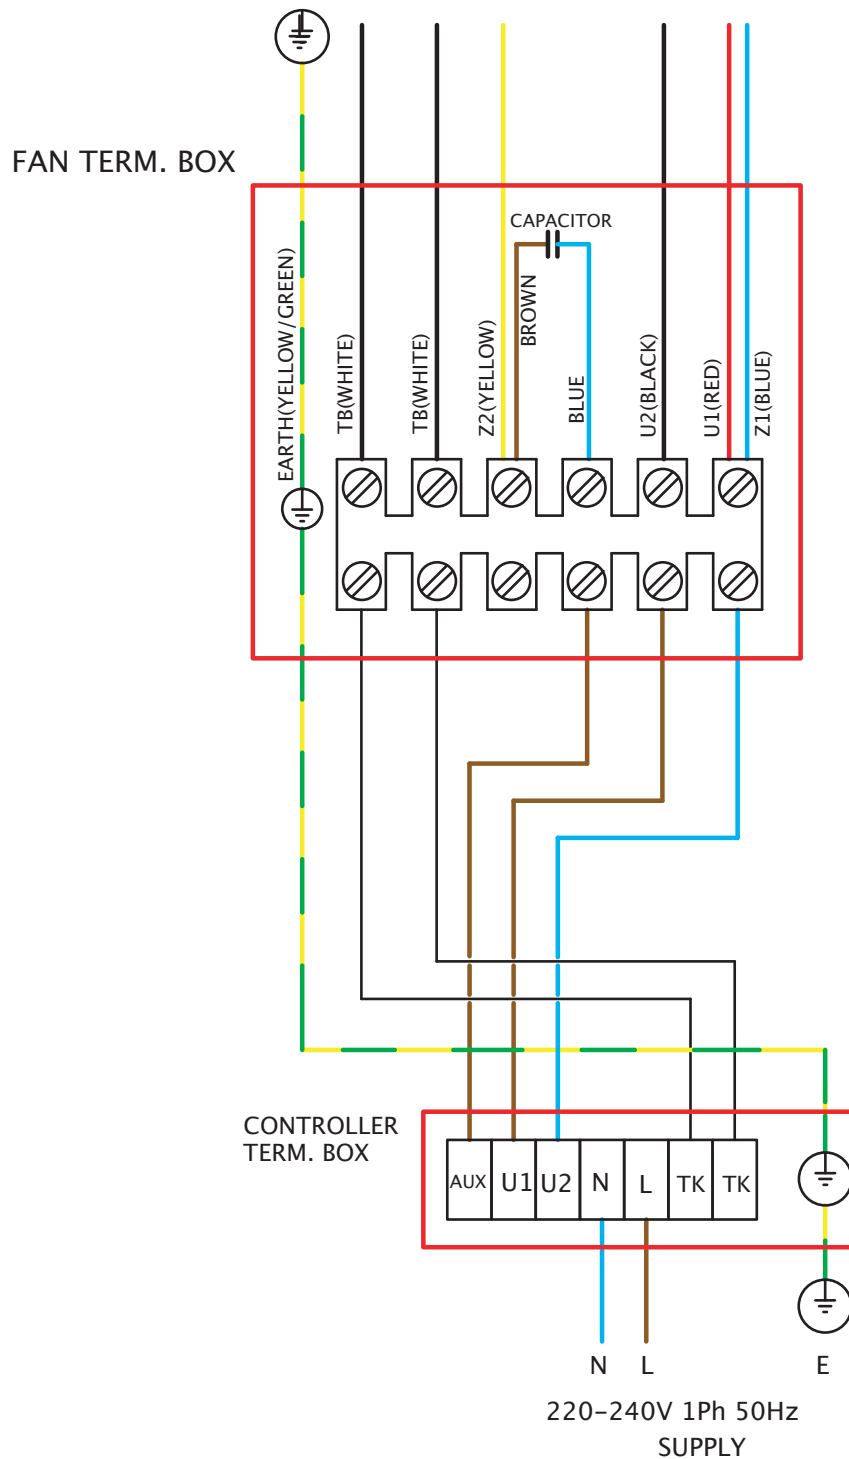 FAN TERM. BOX
CAPACITOR
EARTH(YELLOW/GREEN)
TB(WHITE)
TB(WHITE)
Z2(YELLOW)
BROWN
BLUE
U2(BLACK)
U1(RED)
Z1(BLUE)
CONTROLLER
TERM. BOX
AUX U1 U2 N L TK TK
N L E
220-240V 1Ph 50Hz
SUPPLY